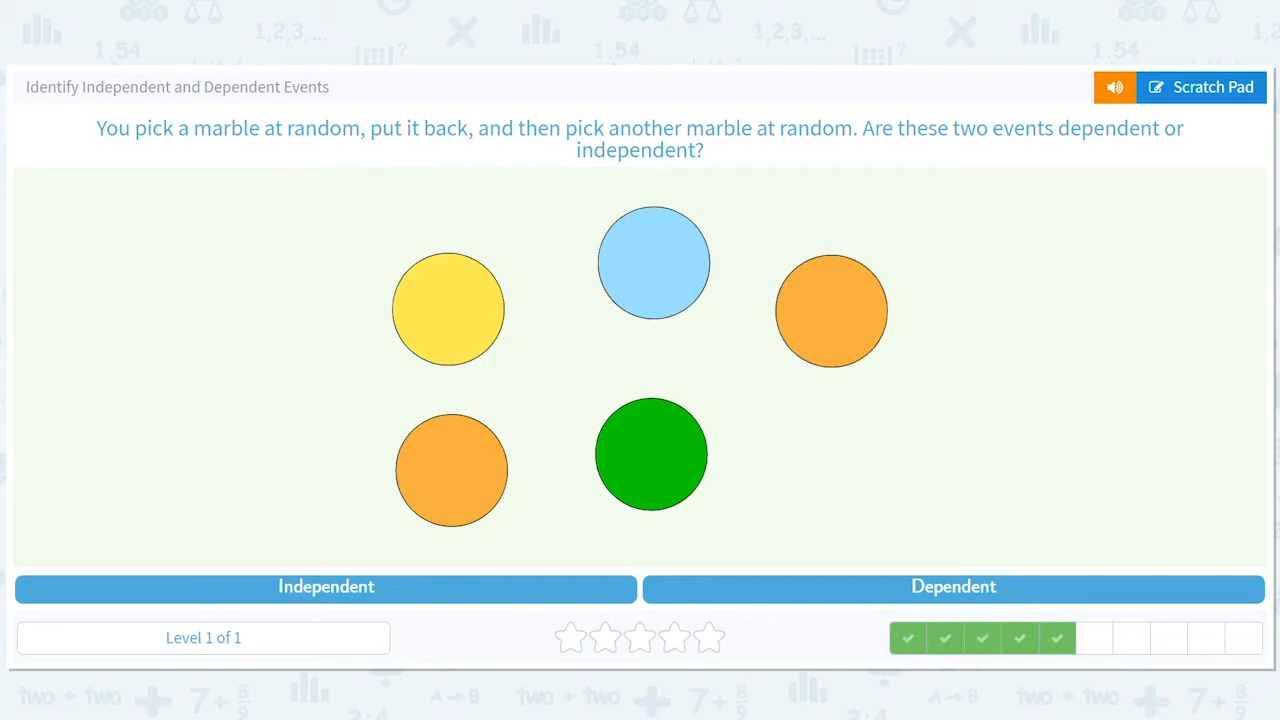 Identify Independent and Dependent Events
Scratch Pad
You pick a marble at random, put it back, and then pick another marble at random. Are these two events dependent or
independent?
Independent
Dependent
Level 1 of 1